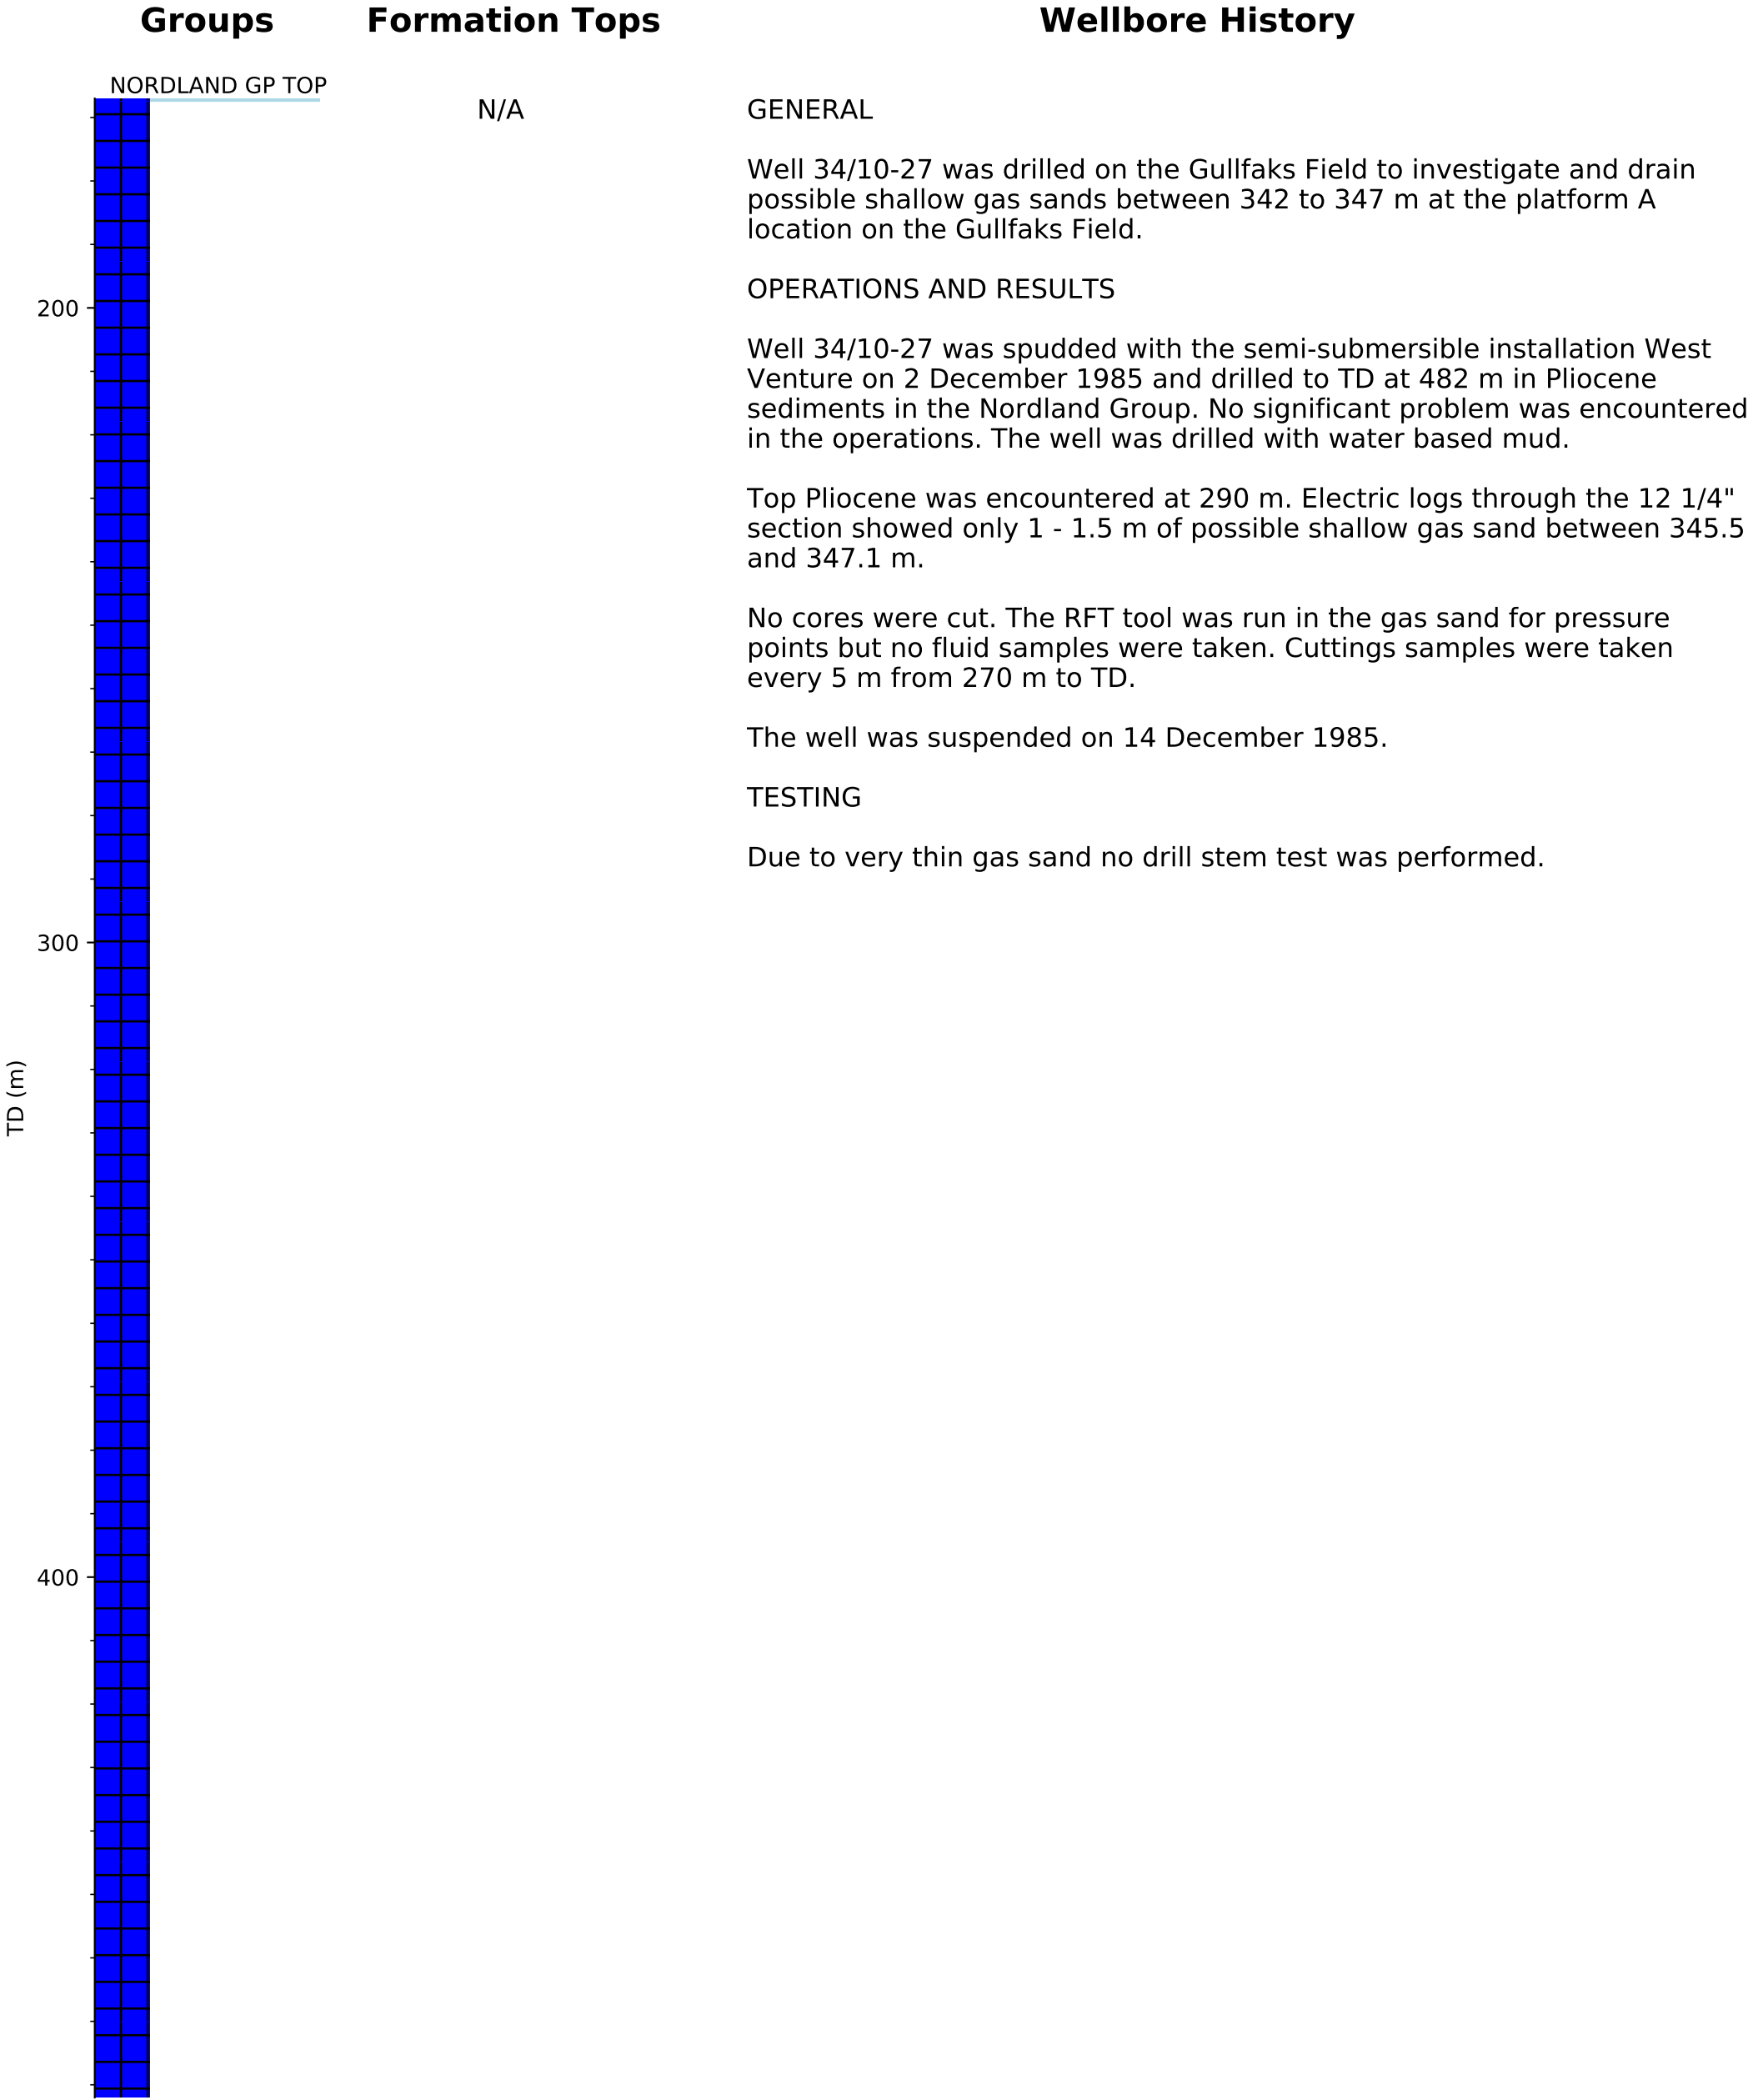 Groups
Formation Tops
Wellbore History
NORDLAND GP TOP
N/A
GENERAL
Well 34/10-27 was drilled on the Gullfaks Field to investigate and drain
possible shallow gas sands between 342 to 347 m at the platform A
location on the Gullfaks Field.
OPERATIONS AND RESULTS
Well 34/10-27 was spudded with the semi-submersible installation West
Venture on 2 December 1985 and drilled to TD at 482 m in Pliocene
sediments in the Nordland Group. No significant problem was encountered
in the operations. The well was drilled with water based mud.
Top Pliocene was encountered at 290 m. Electric logs through the 12 1/4"
section showed only 1 - 1.5 m of possible shallow gas sand between 345.5
and 347.1 m.
No cores were cut. The RFT tool was run in the gas sand for pressure
points but no fluid samples were taken. Cuttings samples were taken
every 5 m from 270 m to TD.
The well was suspended on 14 December 1985.
TESTING
Due to very thin gas sand no drill stem test was performed.
200
300
400
TD (m)